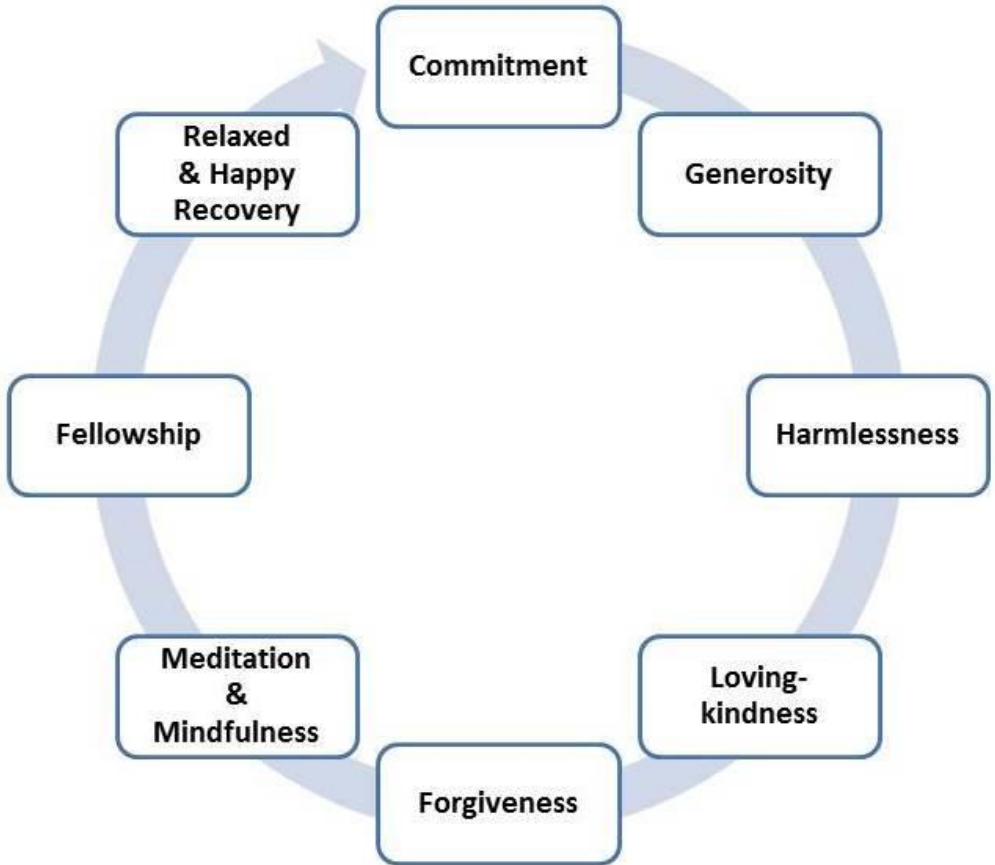 Commitment
Generosity
Harmlessness
Loving-
kindness
Forgiveness
Meditation
&
Mindfulness
Fellowship
Relaxed
& Happy
Recovery